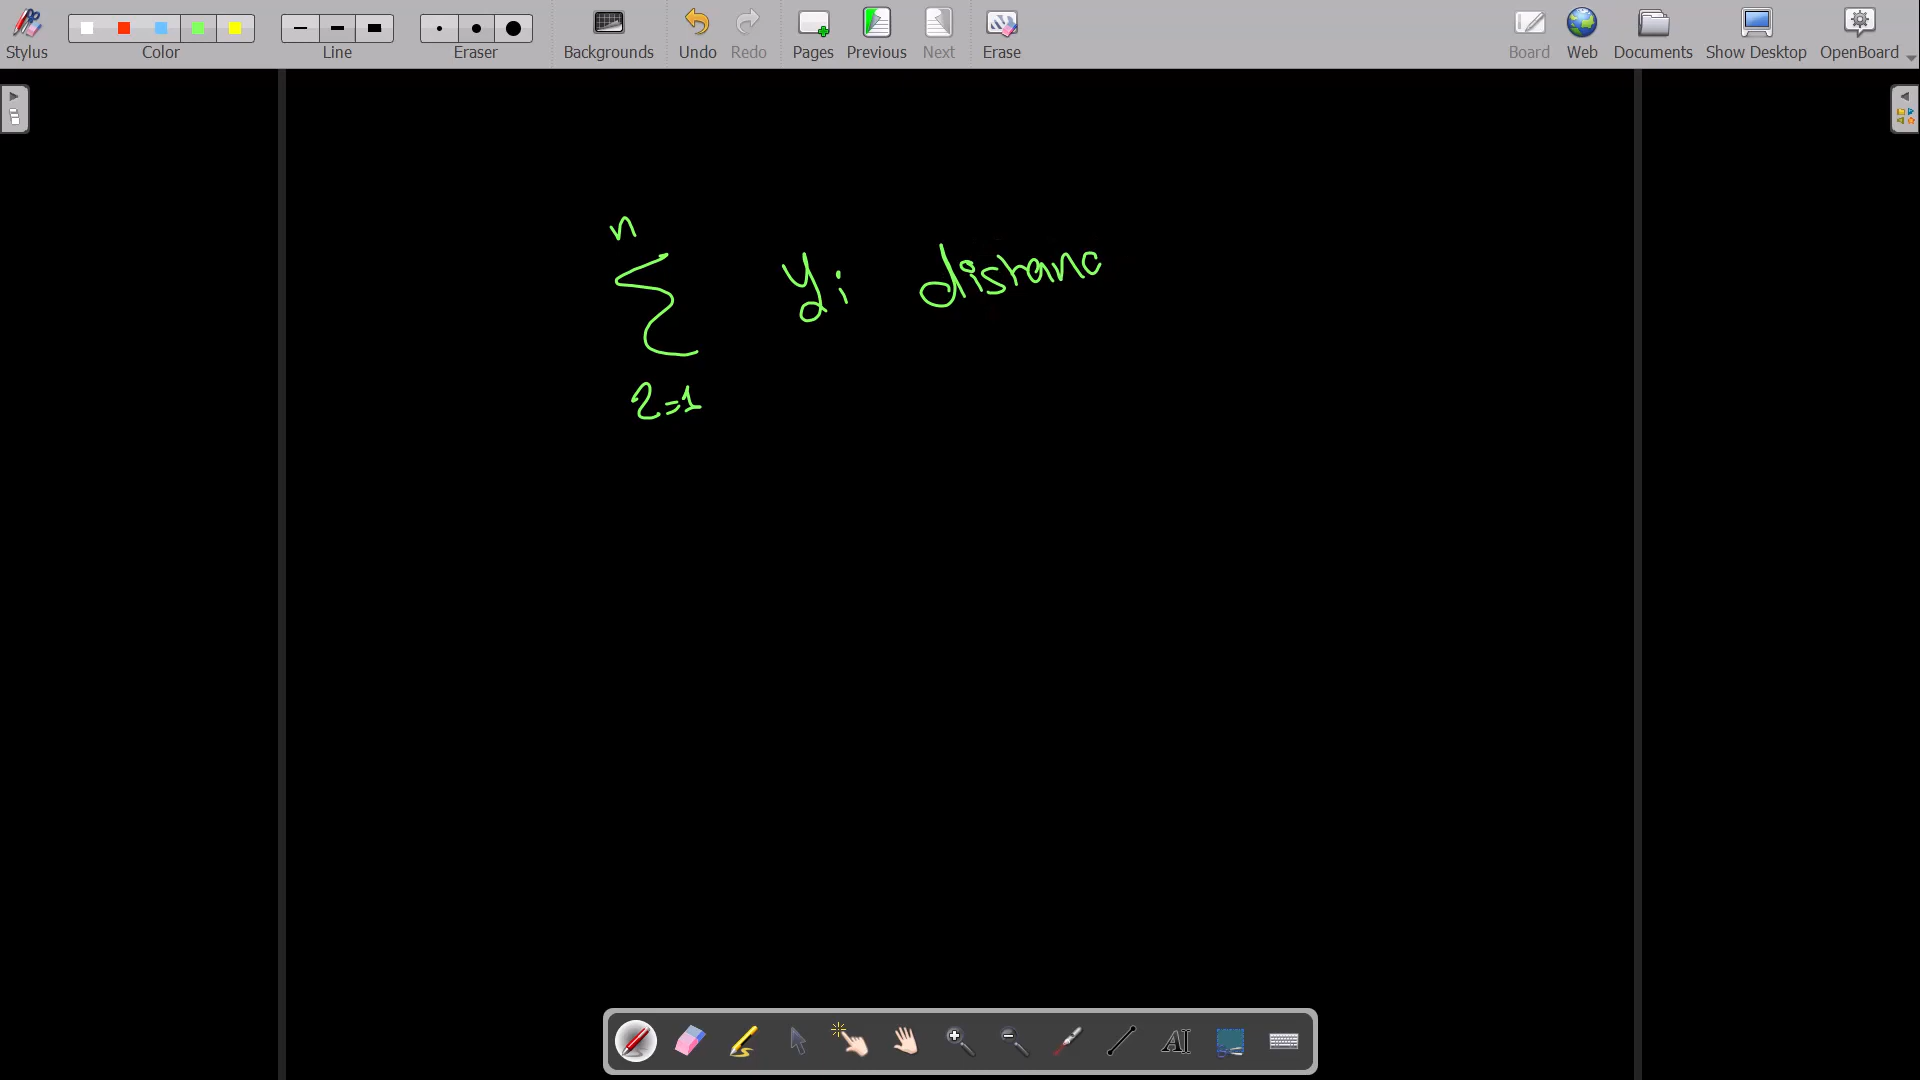 Stylus Color Line Eraser Backgrounds Undo Redo Pages Previous Next Erase Board Web Documents Show Desktop OpenBoard
n
Σ yi distanc
2=1
AI